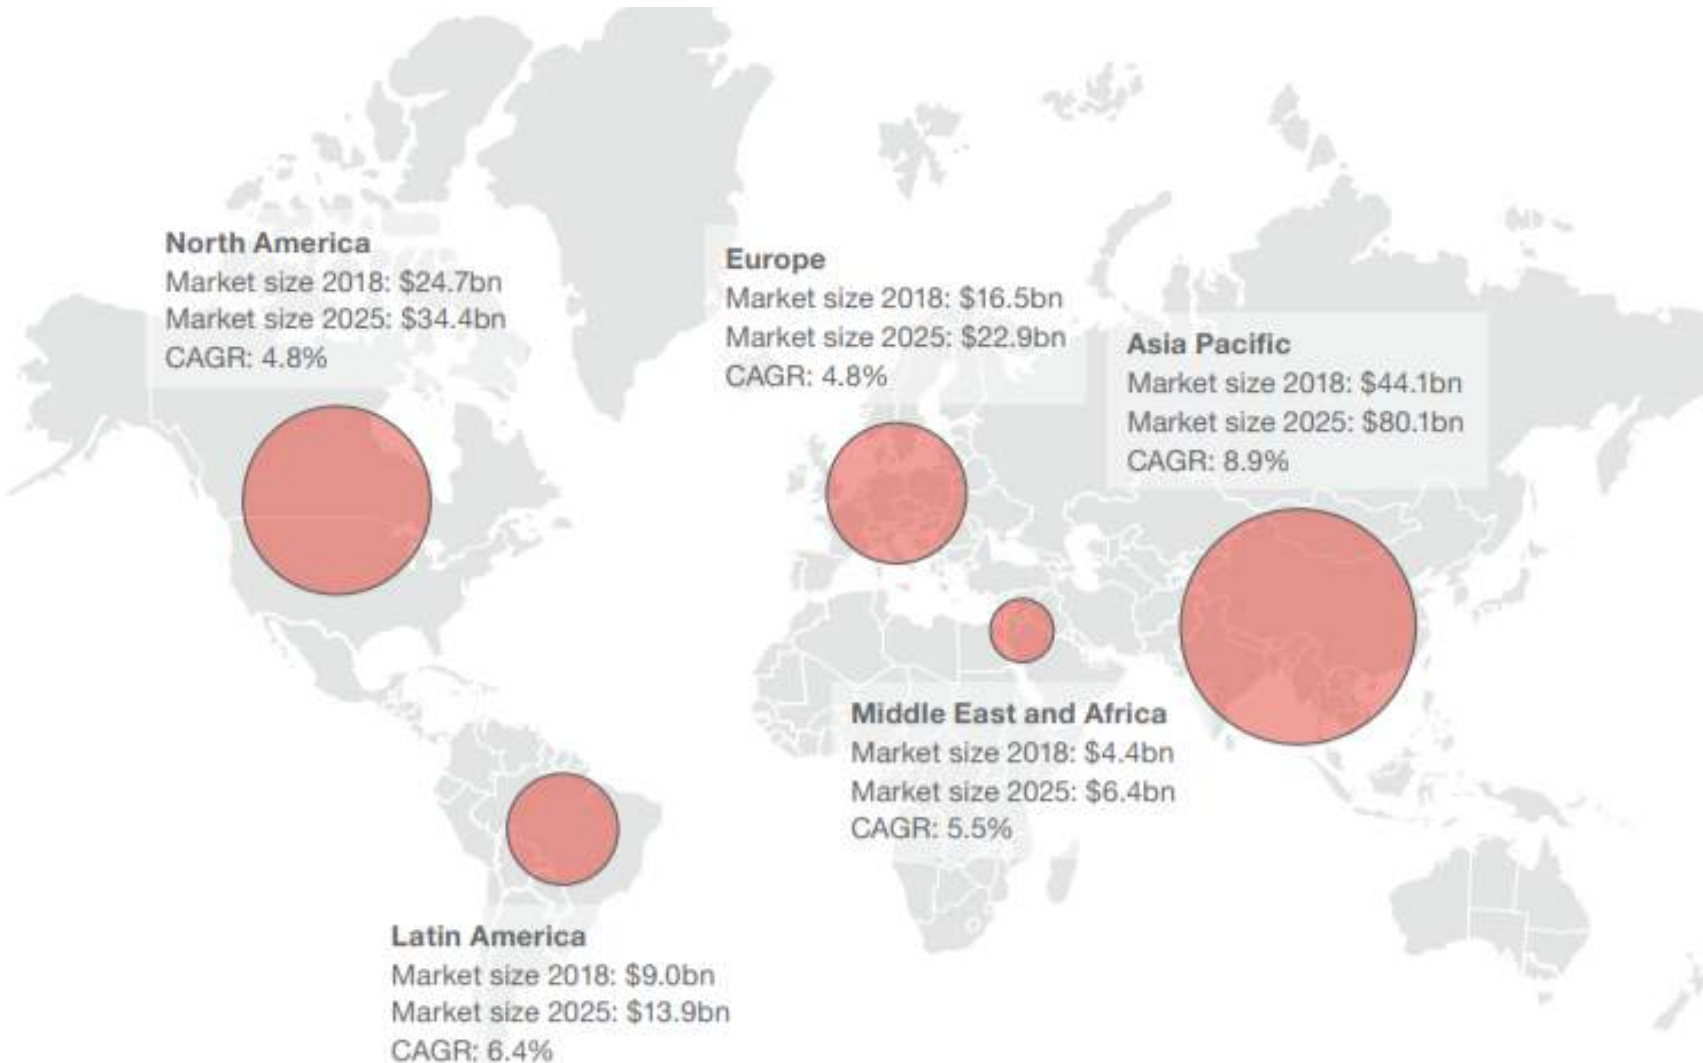 North America
Market size 2018: $24.7bn
Market size 2025: $34.4bn
CAGR: 4.8%
Europe
Market size 2018: $16.5bn
Market size 2025: $22.9bn
CAGR: 4.8%
Asia Pacific
Market size 2018: $44.1bn
Market size 2025: $80.1bn
CAGR: 8.9%
Middle East and Africa
Market size 2018: $4.4bn
Market size 2025: $6.4bn
CAGR: 5.5%
Latin America
Market size 2018: $9.0bn
Market size 2025: $13.9bn
CAGR: 6.4%